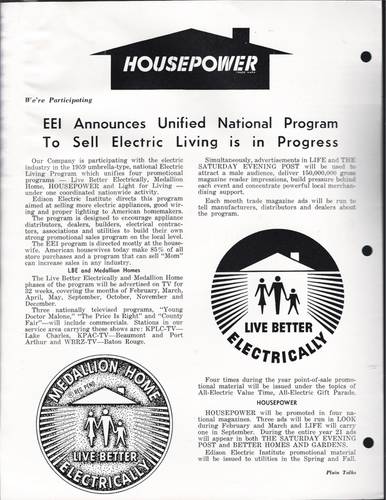 HOUSEPOWER
TRADE MARK
We're Participating
EEI Announces Unified National Program
To Sell Electric Living is in Progress
Our Company is participating with the electric
industry in the 1959 umbrella-type, national Electric
Living Program which unifies four promotional
programs — Live Better Electrically, Medallion
Home, HOUSEPOWER and Light for Living —
under one coordinated nation-wide activity.
Edison Electric Institute directs this program
aimed at selling more electric appliances, good wir-
ing and proper lighting to American homemakers.
The program is designed to encourage appliance
distributors, dealers, builders, electrical contrac-
tors, associations and utilities to build their own
strong promotional sales program on the local level.
The EEI program is directed mostly at the house-
wife. American housewives today make 85% of all
store purchases and a program that can sell "Mom"
can increase sales in any industry.
LBE and Medallion Homes
The Live Better Electrically and Medallion Home
phases of the program will be advertised on TV for
32 weeks, covering the months of February, March,
April, May, September, October, November and
December.
Three nationally televised programs, "Young
Doctor Malone," "The Price Is Right" and "County
Fair"—will include commercials. Stations in our
service area carrying these shows are: KPLC-TV—
Lake Charles, KPAC-TV—Beaumont and Port
Arthur and WBRZ-TV—Baton Rouge.
MEDALLION HOME
REG. PEND
LIVE BETTER
ELECTRICALLY
Simultaneously, advertisements in LIFE and THE
SATURDAY EVENING POST will be used to
attract a male audience, deliver 150,000,000 gross
magazine reader impressions, build pressure behind
each event and concentrate powerful local merchan-
dising support.
Each month trade magazine ads will be run to
tell manufacturers, distributors and dealers about
the program.
LIVE BETTER
ELECTRICALLY
Four times during the year point-of-sale promo-
tional material will be issued under the topics of
All-Electric Value Time, All-Electric Gift Parade.
HOUSEPOWER
HOUSEPOWER will be promoted in four na-
tional magazines. Three ads will be run in LOOK
during February and March and LIFE will carry
one in September. During the entire year 21 ads
will appear in both THE SATURDAY EVENING
POST and BETTER HOMES AND GARDENS.
Edison Electric Institute promotional material
will be issued to utilities in the Spring and Fall.
Plain Talks